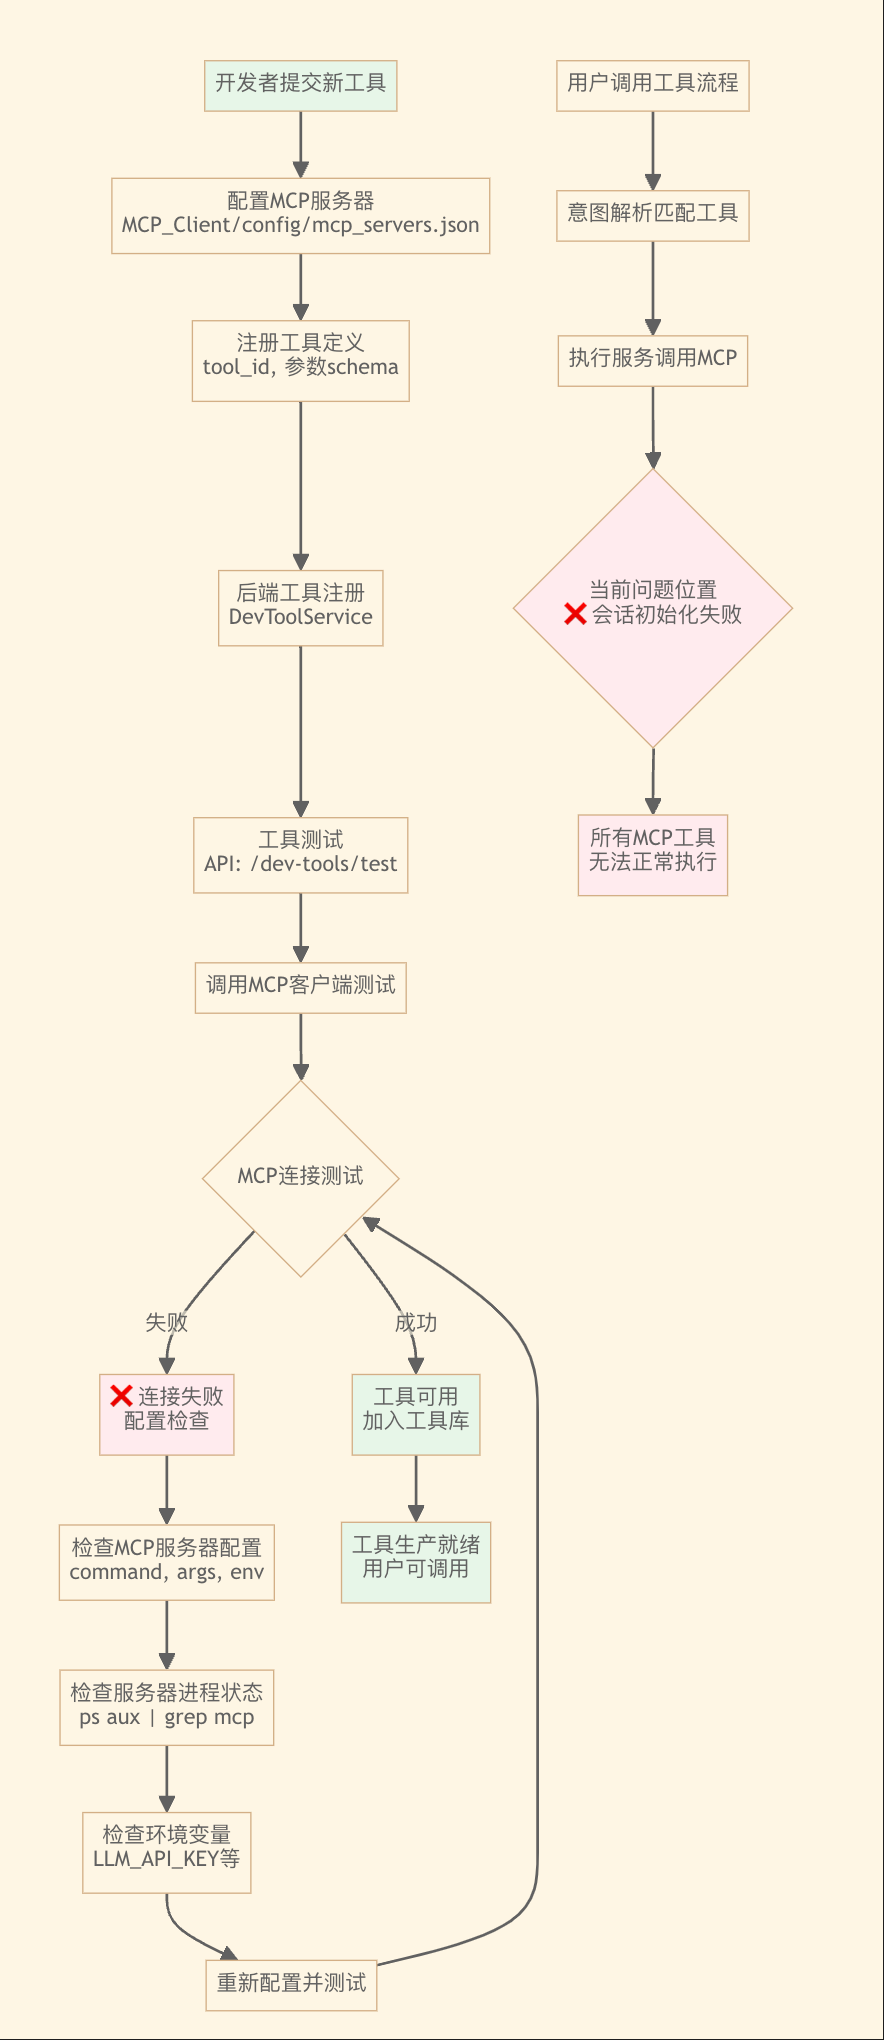 开发者提交新工具
配置MCP服务器
MCP_Client/config/mcp_servers.json
注册工具定义
tool_id, 参数schema
后端工具注册
DevToolService
工具测试
API: /dev-tools/test
调用MCP客户端测试
MCP连接测试
失败
成功
❌ 连接失败
配置检查
工具可用
加入工具库
检查MCP服务器配置
command, args, env
工具生产就绪
用户可调用
检查服务器进程状态
ps aux | grep mcp
检查环境变量
LLM_API_KEY等
重新配置并测试
用户调用工具流程
意图解析匹配工具
执行服务调用MCP
当前问题位置
❌ 会话初始化失败
所有MCP工具
无法正常执行